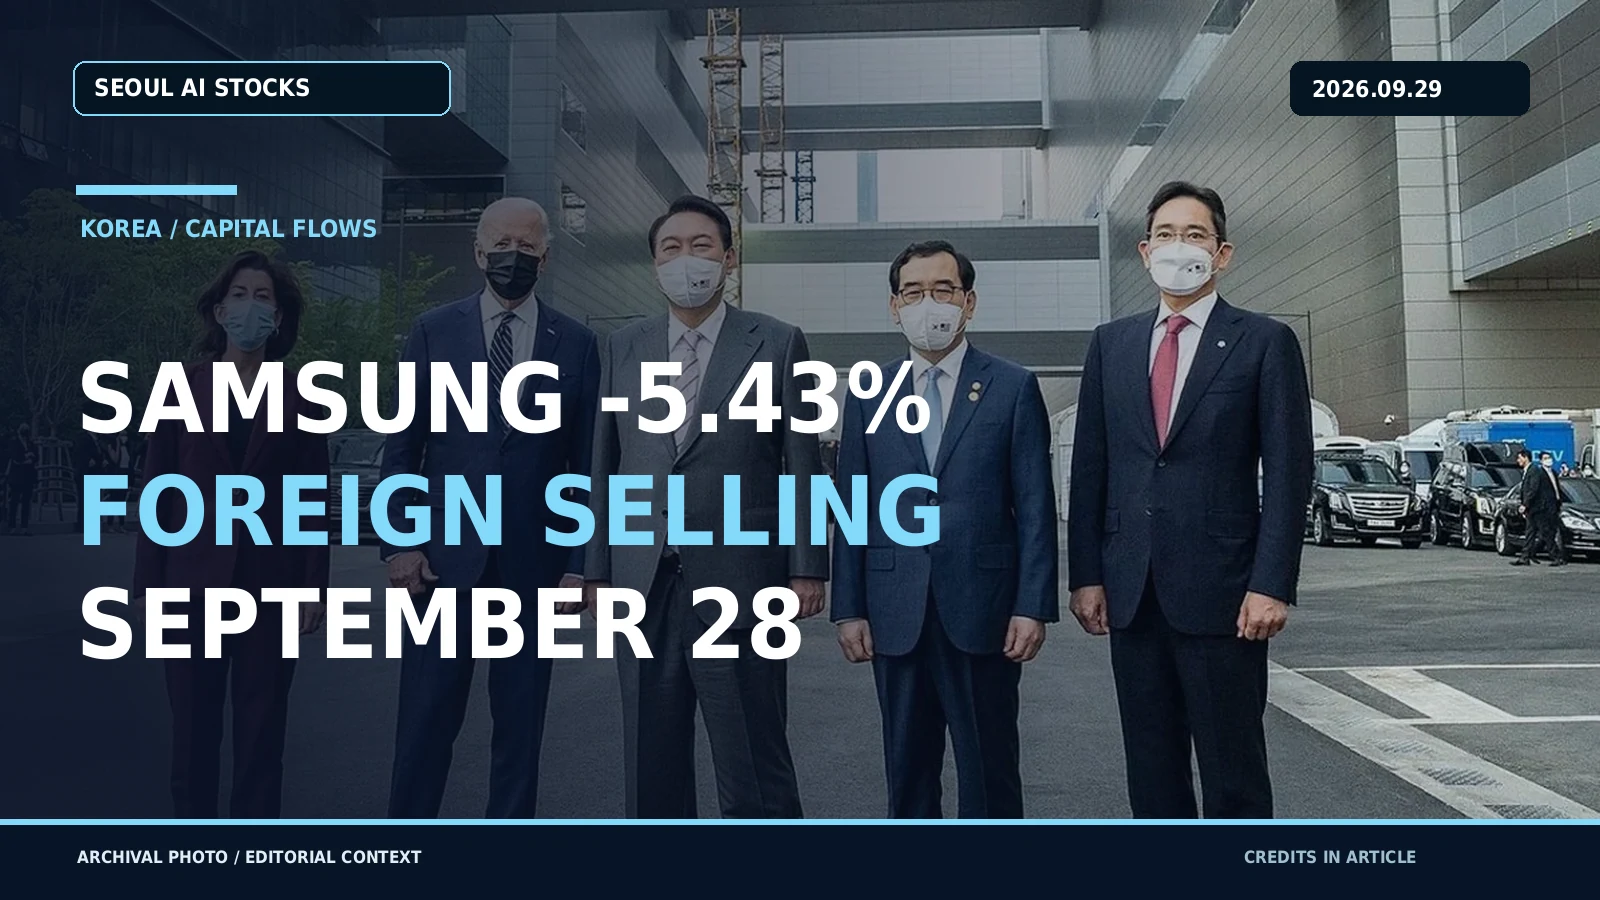 SEOUL AI STOCKS
2026.09.29
KOREA / CAPITAL FLOWS
SAMSUNG -5.43%
FOREIGN SELLING
SEPTEMBER 28
ARCHIVAL PHOTO / EDITORIAL CONTEXT
CREDITS IN ARTICLE